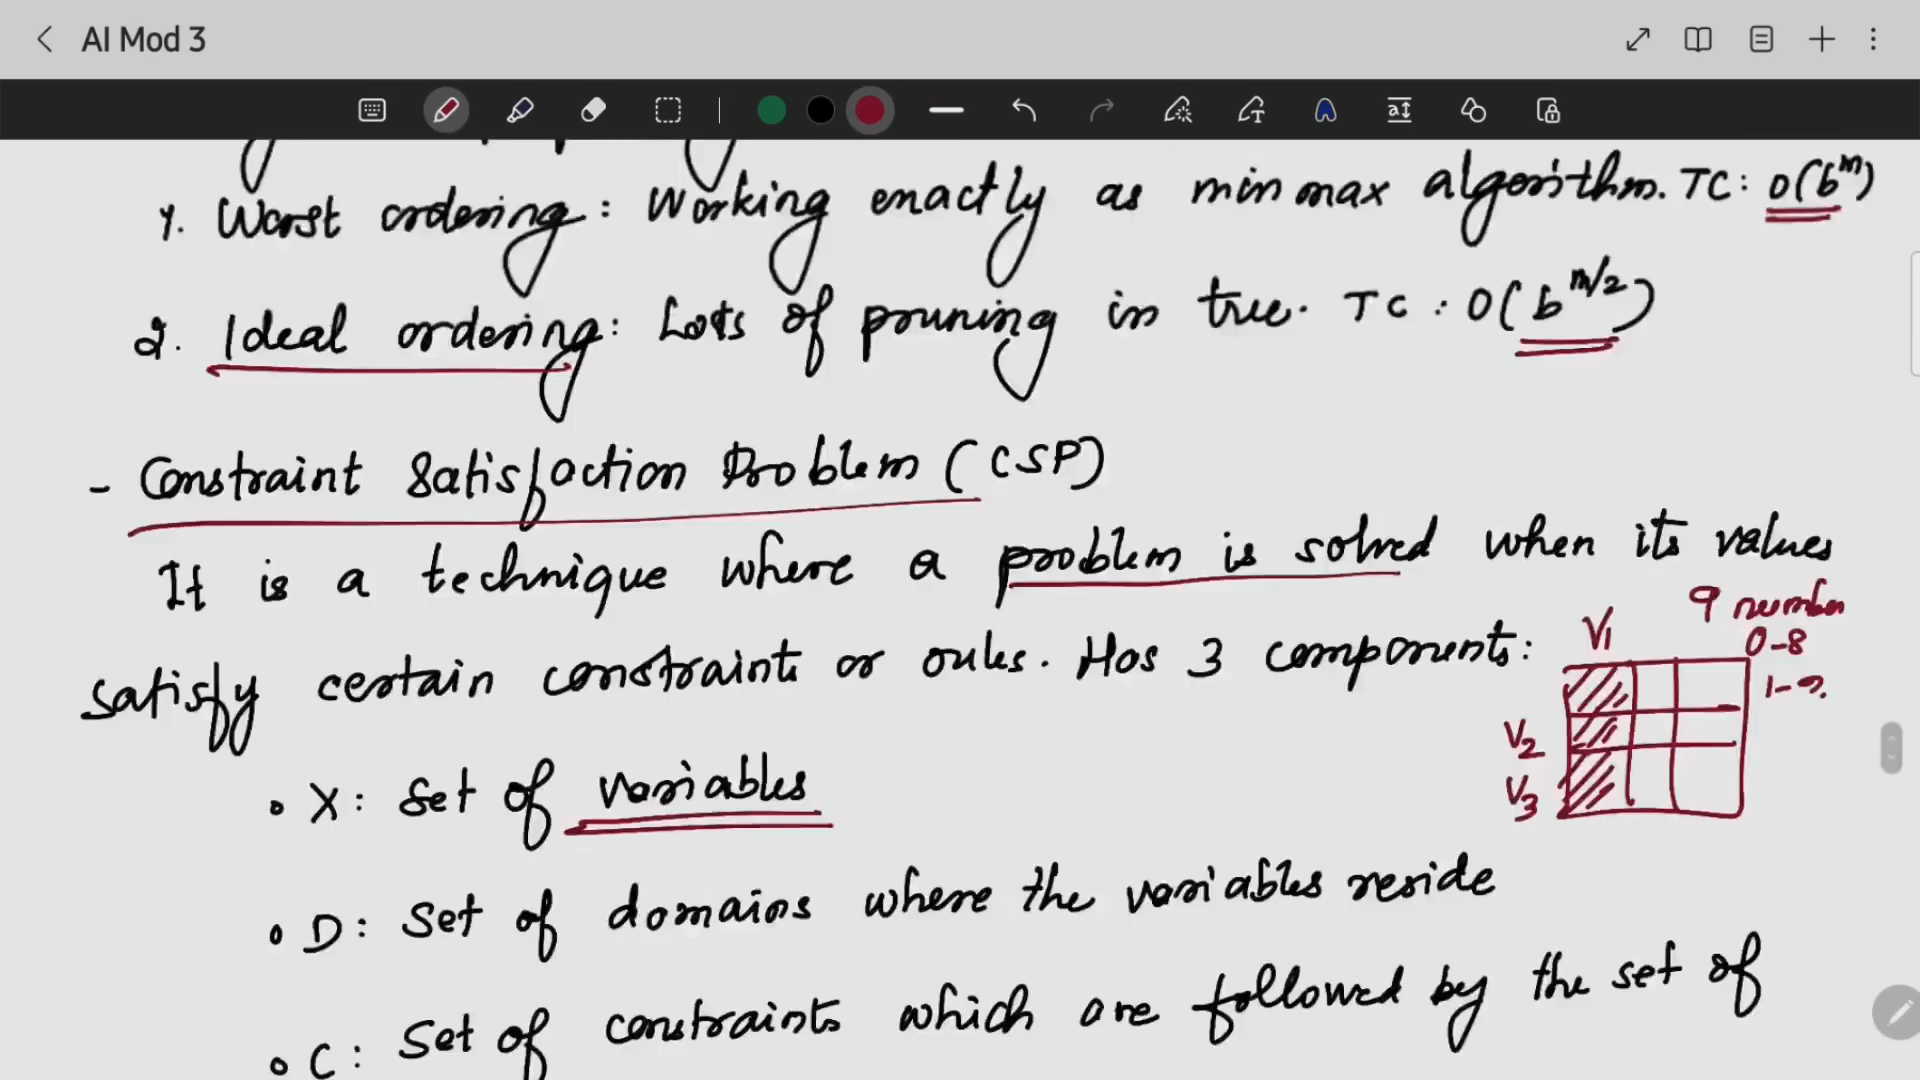 AI Mod 3
1. Worst ordering: Working exactly as min max algorithm. TC: O(b^m)
2. Ideal ordering: Lots of pruning in tree. TC: O(b^m/2)
- Constraint Satisfaction Problem (CSP)
It is a technique where a problem is solved when its values
9 number
V1 0-8
satisfy certain constraints or rules. Has 3 components:
1-9.
V2
• X: Set of variables
V3
• D: Set of domains where the variables reside
• C: Set of constraints which are followed by the set of